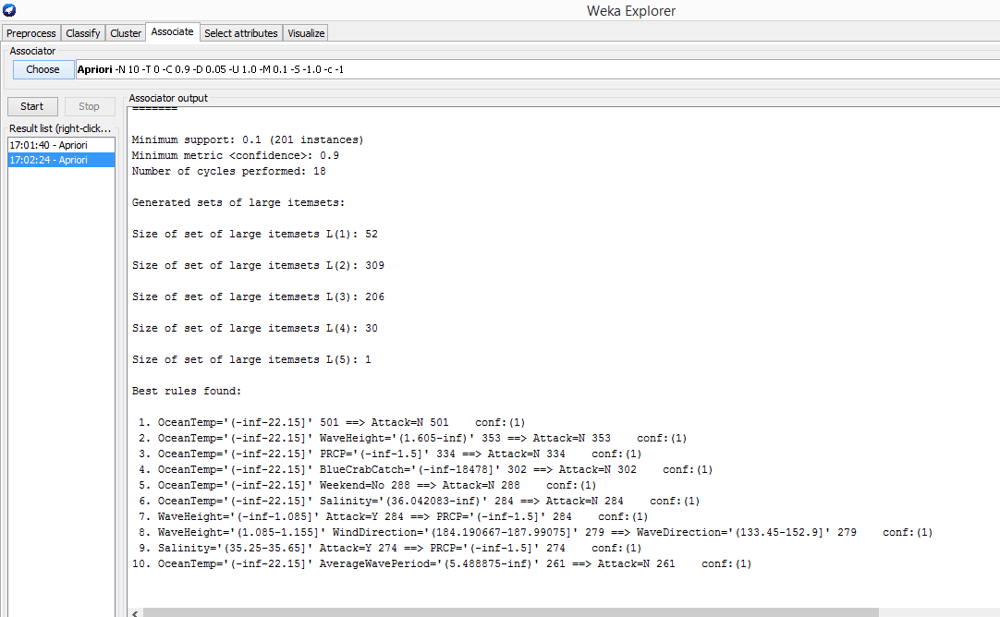 Weka Explorer
Preprocess Classify Cluster Associate Select attributes Visualize
Associator
Choose Apriori -N 10 -T 0 -C 0.9 -D 0.05 -U 1.0 -M 0.1 -S -1.0 -c -1
Start Stop
Result list (right-click...
17:01:40 - Apriori
17:02:24 - Apriori
Associator output
=======
Minimum support: 0.1 (201 instances)
Minimum metric <confidence>: 0.9
Number of cycles performed: 18
Generated sets of large itemsets:
Size of set of large itemsets L(1): 52
Size of set of large itemsets L(2): 309
Size of set of large itemsets L(3): 206
Size of set of large itemsets L(4): 30
Size of set of large itemsets L(5): 1
Best rules found:
1. OceanTemp='(-inf-22.15]' 501 ==> Attack=N 501 conf:(1)
2. OceanTemp='(-inf-22.15]' WaveHeight='(1.605-inf)' 353 ==> Attack=N 353 conf:(1)
3. OceanTemp='(-inf-22.15]' PRCP='(-inf-1.5]' 334 ==> Attack=N 334 conf:(1)
4. OceanTemp='(-inf-22.15]' BlueCrabCatch='(-inf-18478]' 302 ==> Attack=N 302 conf:(1)
5. OceanTemp='(-inf-22.15]' Weekend=No 288 ==> Attack=N 288 conf:(1)
6. OceanTemp='(-inf-22.15]' Salinity='(36.042083-inf)' 284 ==> Attack=N 284 conf:(1)
7. WaveHeight='(-inf-1.085]' Attack=Y 284 ==> PRCP='(-inf-1.5]' 284 conf:(1)
8. WaveHeight='(1.085-1.155]' WindDirection='(184.190667-187.99075]' 279 ==> WaveDirection='(133.45-152.9]' 279 conf:(1)
9. Salinity='(35.25-35.65]' Attack=Y 274 ==> PRCP='(-inf-1.5]' 274 conf:(1)
10. OceanTemp='(-inf-22.15]' AverageWavePeriod='(5.488875-inf)' 261 ==> Attack=N 261 conf:(1)